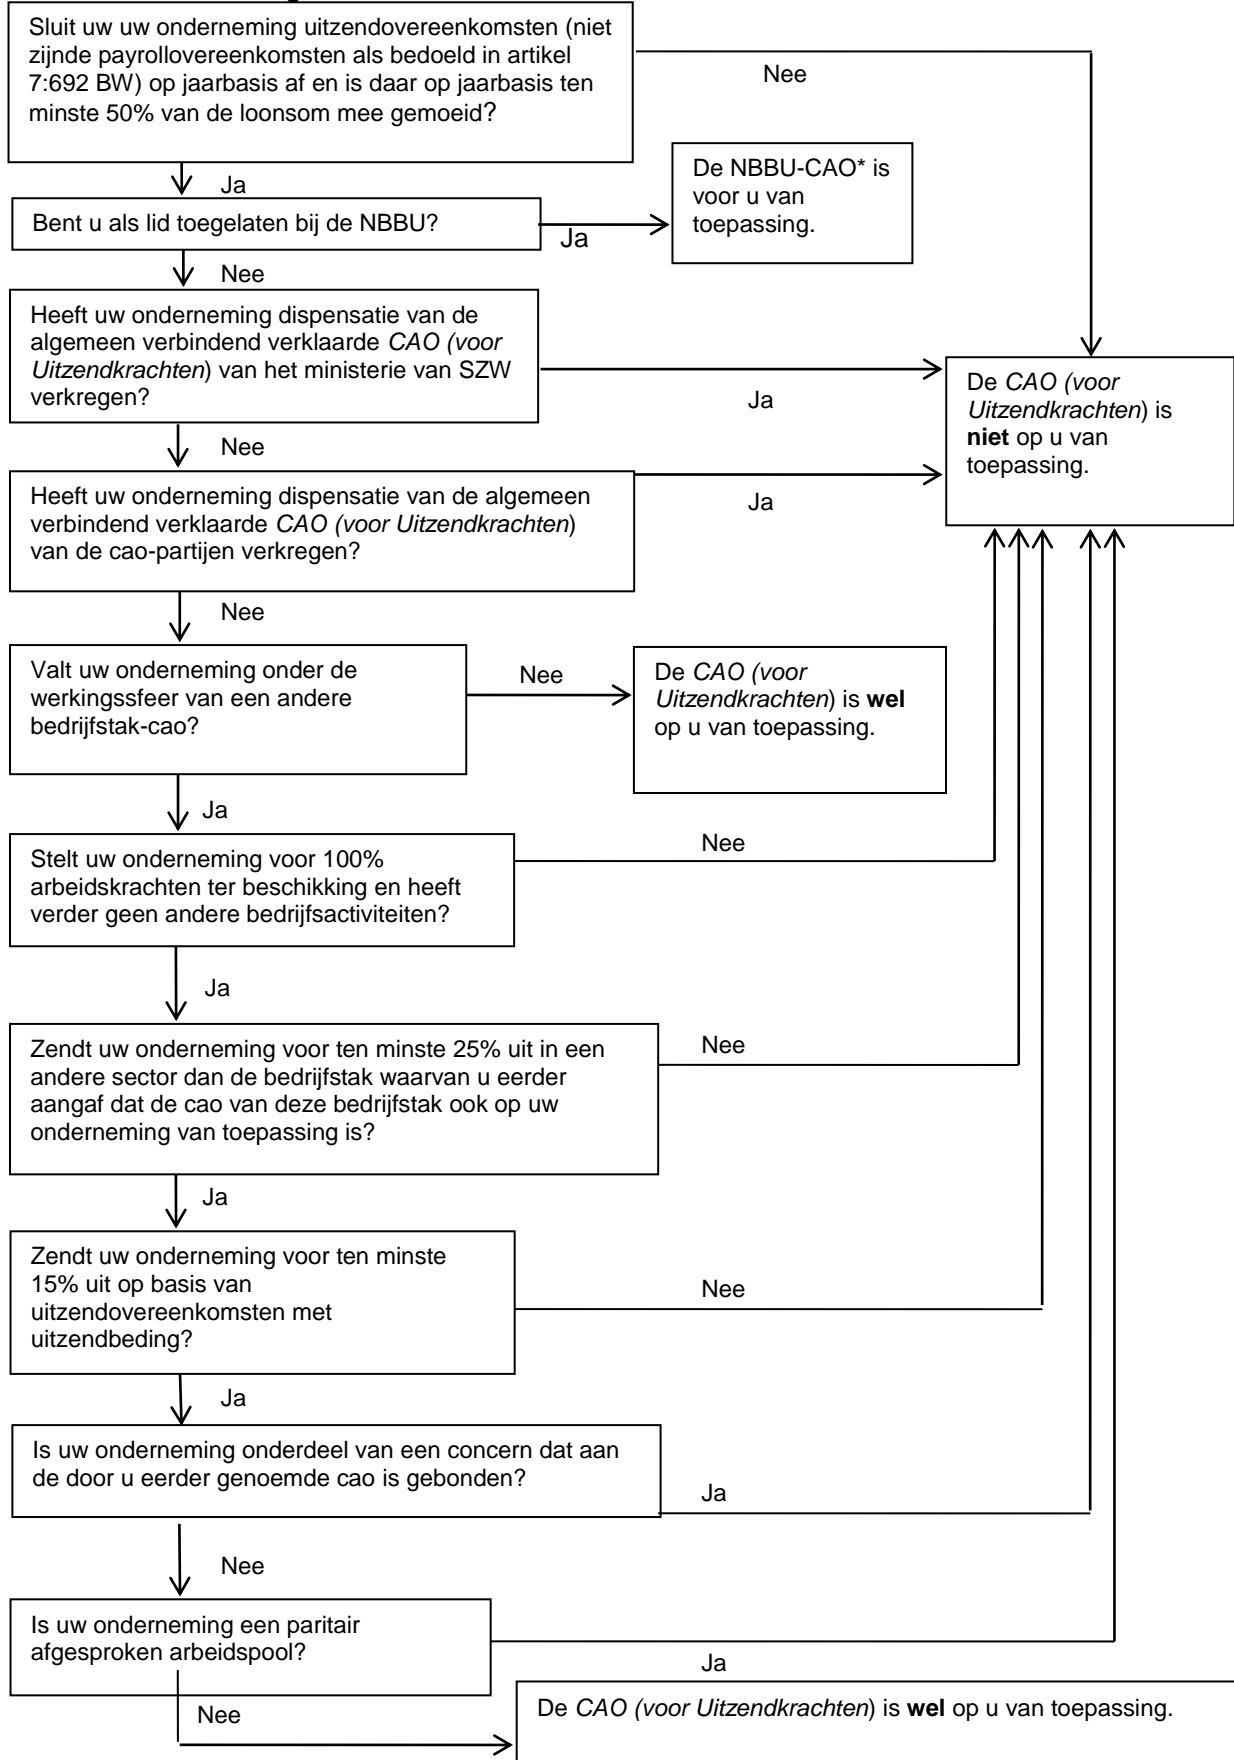 Sluit uw uw onderneming uitzendovereenkomsten (niet
zijnde payrollovereenkomsten als bedoeld in artikel
7:692 BW) op jaarbasis af en is daar op jaarbasis ten
minste 50% van de loonsom mee gemoeid?
Nee
Ja
De NBBU-CAO* is
voor u van
toepassing.
Bent u als lid toegelaten bij de NBBU?
Ja
Nee
Heeft uw onderneming dispensatie van de
algemeen verbindend verklaarde CAO (voor
Uitzendkrachten) van het ministerie van SZW
verkregen?
Ja
De CAO (voor
Uitzendkrachten) is
niet op u van
toepassing.
Nee
Heeft uw onderneming dispensatie van de algemeen
verbindend verklaarde CAO (voor Uitzendkrachten)
van de cao-partijen verkregen?
Ja
Nee
Valt uw onderneming onder de
werkingssfeer van een andere
bedrijfstak-cao?
Nee
De CAO (voor
Uitzendkrachten) is wel
op u van toepassing.
Ja
Stelt uw onderneming voor 100%
arbeidskrachten ter beschikking en heeft
verder geen andere bedrijfsactiviteiten?
Nee
Ja
Zendt uw onderneming voor ten minste 25% uit in een
andere sector dan de bedrijfstak waarvan u eerder
aangaf dat de cao van deze bedrijfstak ook op uw
onderneming van toepassing is?
Nee
Ja
Zendt uw onderneming voor ten minste
15% uit op basis van
uitzendovereenkomsten met
uitzendbeding?
Nee
Ja
Is uw onderneming onderdeel van een concern dat aan
de door u eerder genoemde cao is gebonden?
Ja
Nee
Is uw onderneming een paritair
afgesproken arbeidspool?
Ja
Nee
De CAO (voor Uitzendkrachten) is wel op u van toepassing.